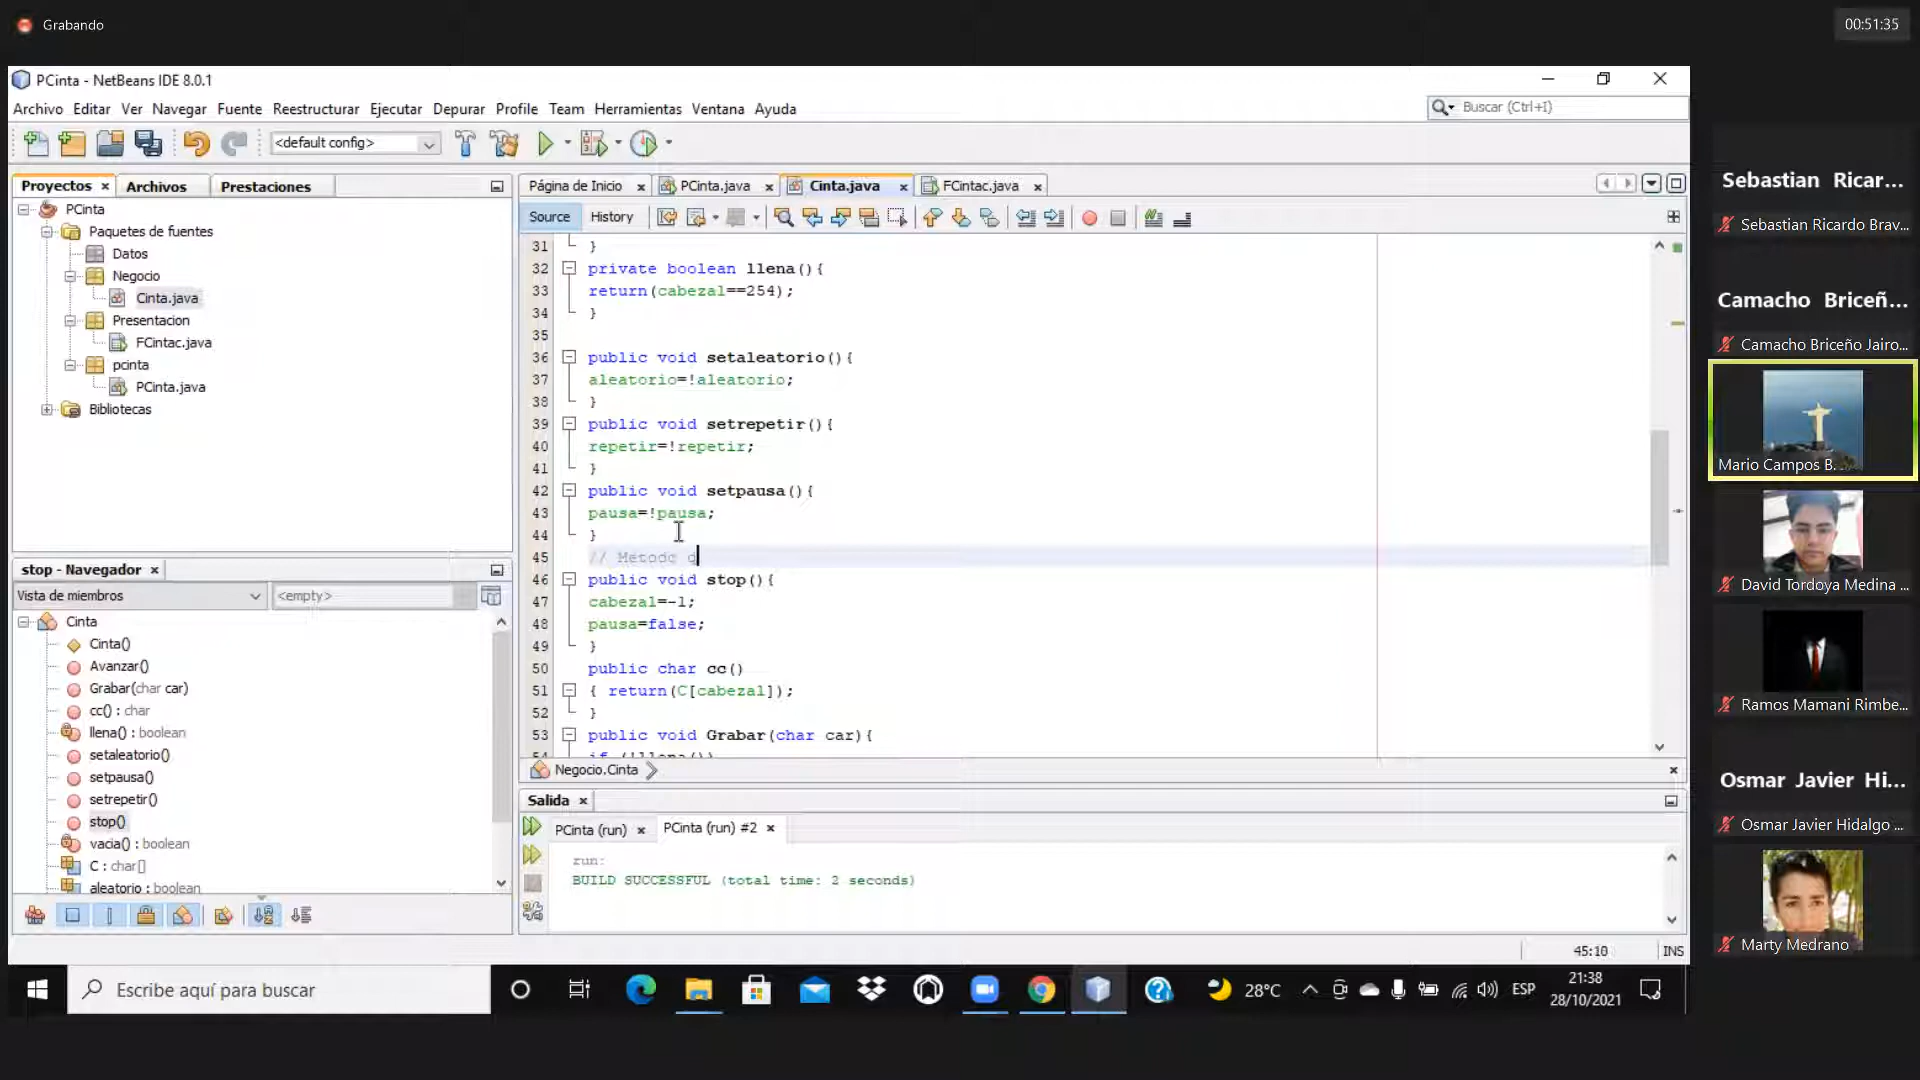 Grabando
00:51:35
PCinta - NetBeans IDE 8.0.1
Archivo Editar Ver Navegar Fuente Reestructurar Ejecutar Depurar Profile Team Herramientas Ventana Ayuda
Buscar (Ctrl+I)
<default config>
Proyectos Archivos Prestaciones
PCinta
Paquetes de fuentes
Datos
Negocio
Cinta.java
Presentacion
FCintac.java
pcinta
PCinta.java
Bibliotecas
stop - Navegador
Vista de miembros
<empty>
Cinta
Cinta()
Avanzar()
Grabar(char car)
cc() : char
llena() : boolean
setaleatorio()
setpausa()
setrepetir()
stop()
vacia() : boolean
C : char[]
aleatorio : boolean
Página de Inicio PCinta.java Cinta.java FCintac.java
Source History
31 }
32 private boolean llena(){
33 return(cabezal==254);
34 }
35
36 public void setaleatorio(){
37 aleatorio=!aleatorio;
38 }
39 public void setrepetir(){
40 repetir=!repetir;
41 }
42 public void setpausa(){
43 pausa=!pausa;
44 }
45 // Metodo d
46 public void stop(){
47 cabezal=-1;
48 pausa=false;
49 }
50 public char cc()
51 { return(C[cabezal]);
52 }
53 public void Grabar(char car){
54 if (!llena())
Negocio.Cinta
Salida
PCinta (run) PCinta (run) #2
run:
BUILD SUCCESSFUL (total time: 2 seconds)
45:10 INS
Escribe aquí para buscar
28°C
ESP
21:38
28/10/2021
Sebastian Ricar...
Sebastian Ricardo Brav...
Camacho Briceñ...
Camacho Briceño Jairo...
Mario Campos B.
David Tordoya Medina ...
Ramos Mamani Rimbe...
Osmar Javier Hi...
Osmar Javier Hidalgo ...
Marty Medrano